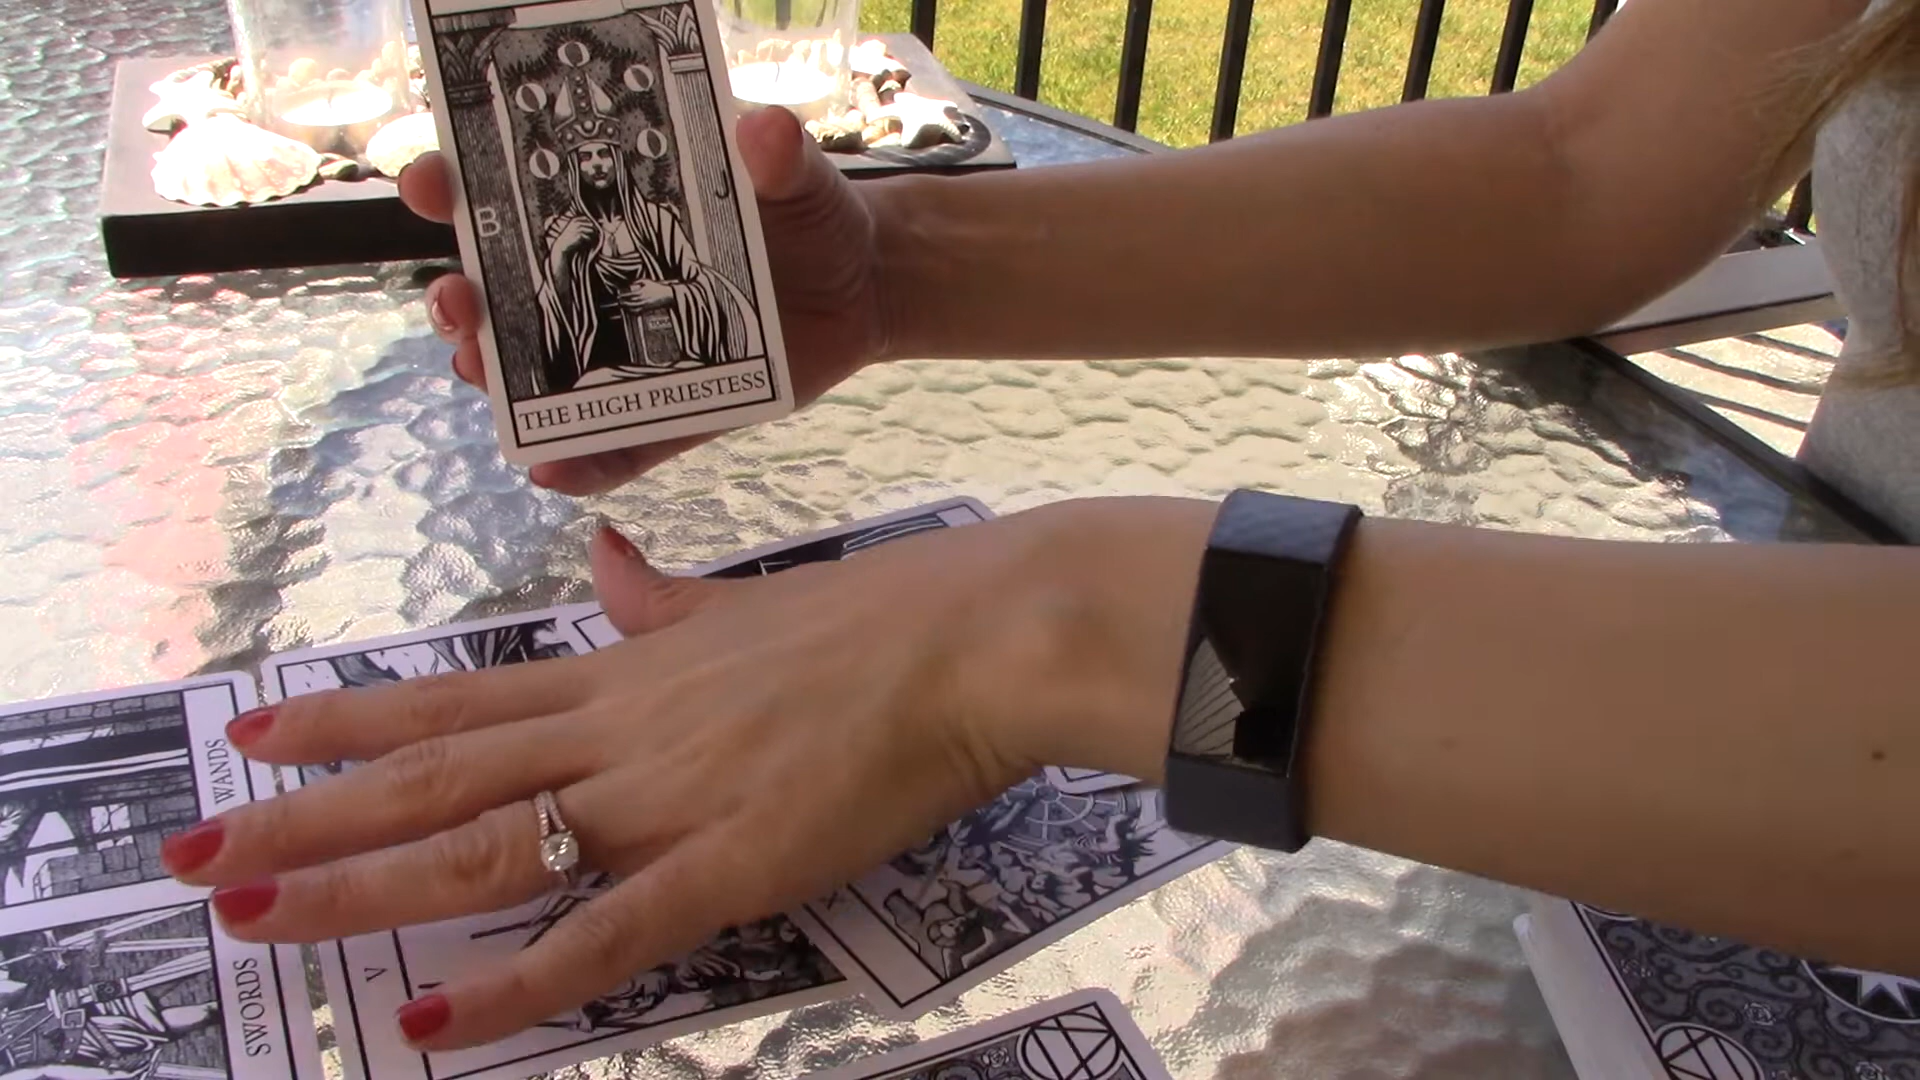 B
J
THE HIGH PRIESTESS
WANDS
SWORDS
V